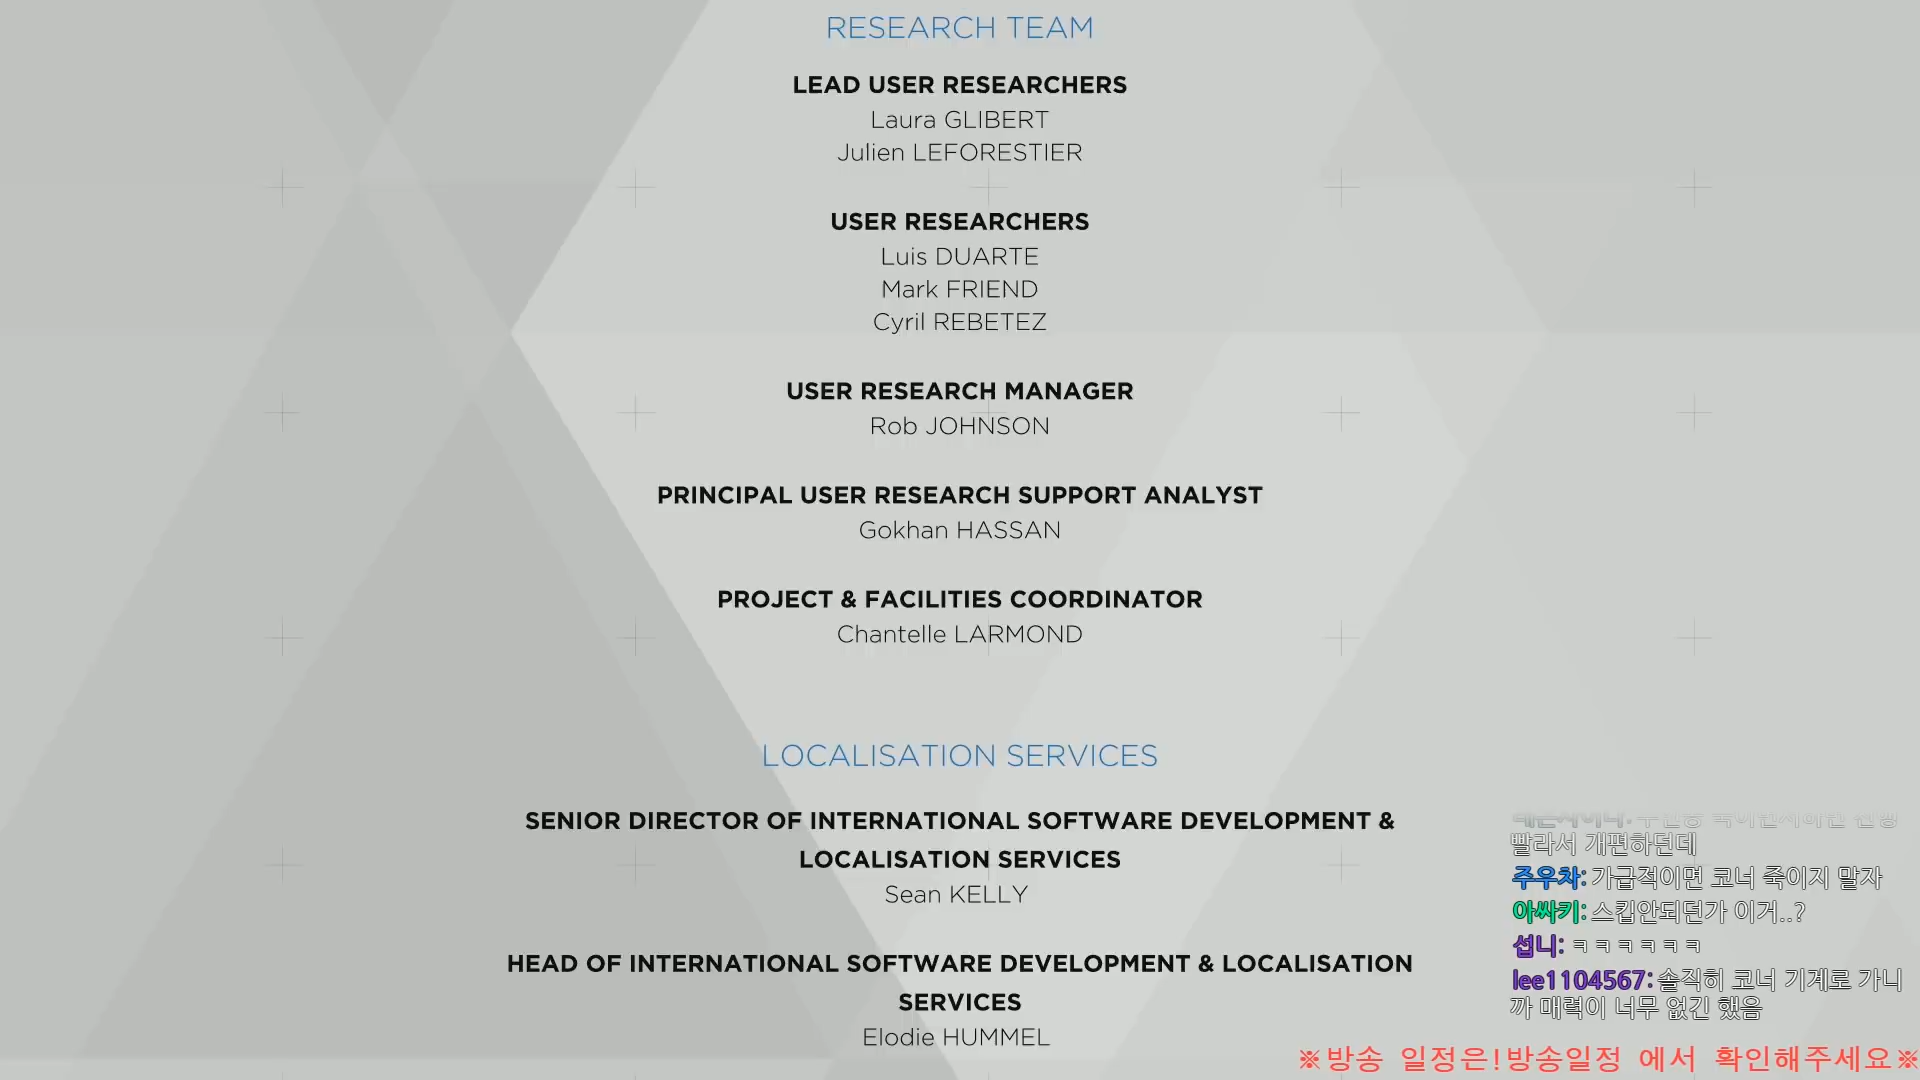 RESEARCH TEAM
LEAD USER RESEARCHERS
Laura GLIBERT
Julien LEFORESTIER
USER RESEARCHERS
Luis DUARTE
Mark FRIEND
Cyril REBETEZ
USER RESEARCH MANAGER
Rob JOHNSON
PRINCIPAL USER RESEARCH SUPPORT ANALYST
Gokhan HASSAN
PROJECT & FACILITIES COORDINATOR
Chantelle LARMOND
LOCALISATION SERVICES
SENIOR DIRECTOR OF INTERNATIONAL SOFTWARE DEVELOPMENT &
LOCALISATION SERVICES
Sean KELLY
HEAD OF INTERNATIONAL SOFTWARE DEVELOPMENT & LOCALISATION
SERVICES
Elodie HUMMEL
빨라서 개편하던데
주우차: 가급적이면 코너 죽이지 말자
아싸키: 스킵안되던가 이거..?
섭니: ㅋㅋㅋㅋㅋㅋ
lee1104567: 솔직히 코너 기계로 가니
까 매력이 너무 없긴 했음
※방송 일정은!방송일정 에서 확인해주세요※